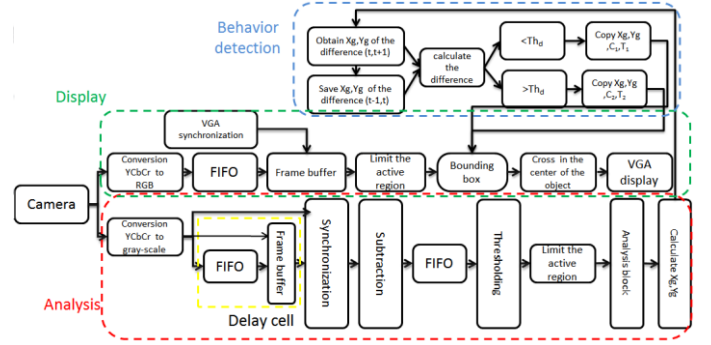 Behavior
detection
Obtain Xg,Yg of the
difference (t,t+1)
Save Xg,Yg of the
difference (t-1,t)
calculate
the
difference
<Thd
Copy Xg,Yg
,C1,T1
>Thd
Copy Xg,Yg
,C2,T2
Display
VGA
synchronization
Conversion
YCbCr to
RGB
FIFO
Frame buffer
Limit the
active
region
Bounding
box
Cross in the
center of the
object
VGA
display
Camera
Conversion
YCbCr to
gray-scale
FIFO
Frame buffer
Delay cell
Synchronization
Subtraction
FIFO
Thresholding
Limit the
active region
Analysis block
Calculate Xg,Yg
Analysis